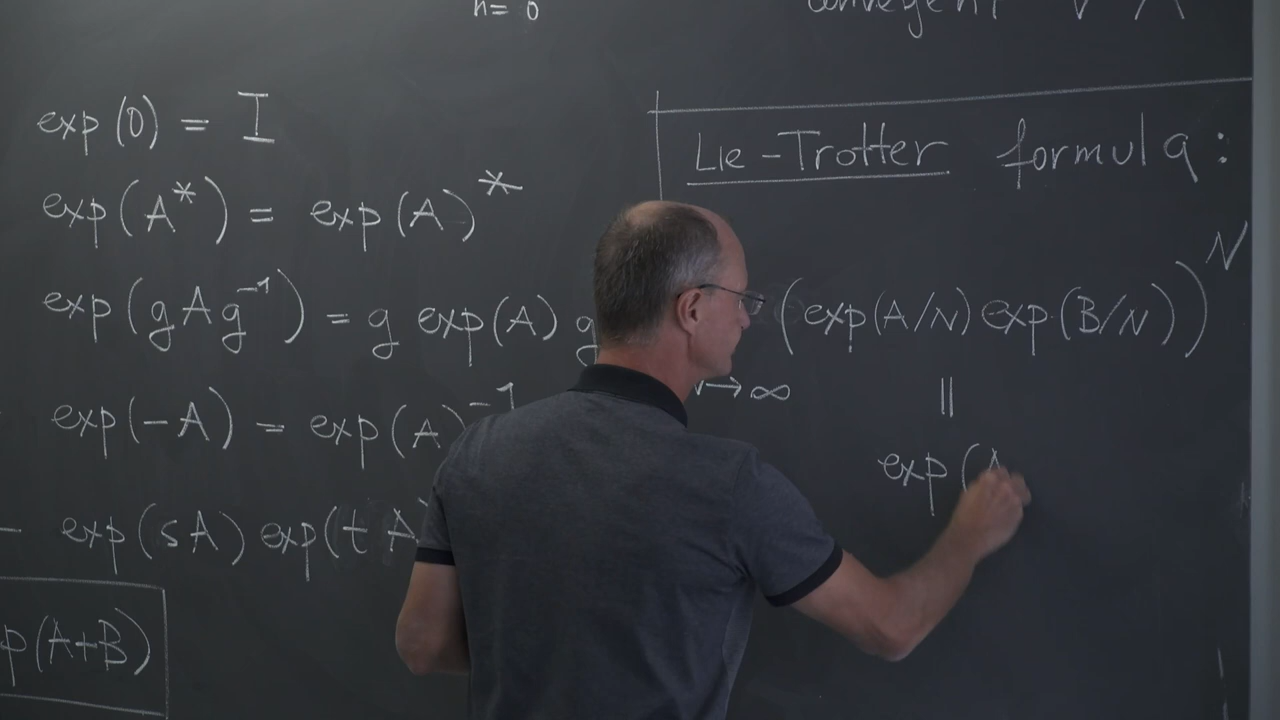 n= 0
exp(0) = I
exp(A*) = exp(A)*
exp(gAg⁻¹) = g exp(A) g
exp(-A) = exp(A)⁻¹
exp(sA) exp(tA
p(A+B)
Lie-Trotter formula:
(exp(A/N) exp(B/N))ᴺ
→ ∞
||
exp(A